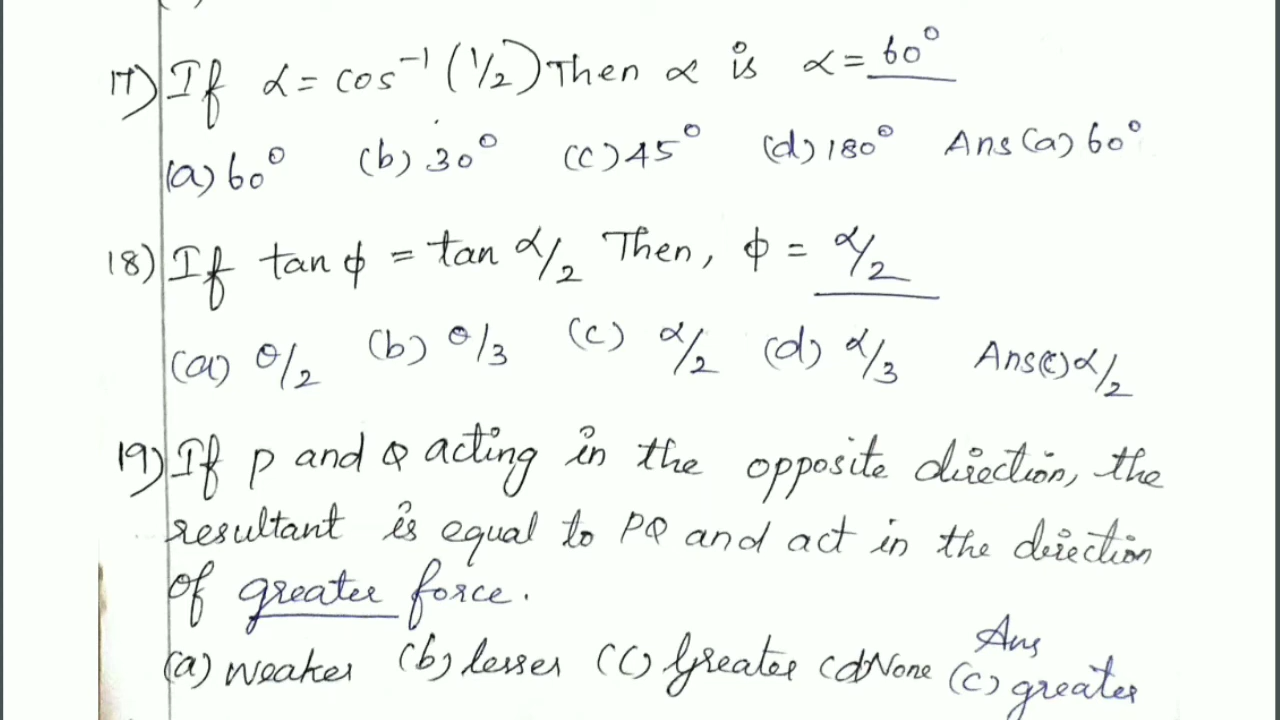 17) If α = cos⁻¹ (1/2) Then α is α = 60°
(a) 60° (b) 30° (c) 45° (d) 180° Ans (a) 60°
18) If tan φ = tan α/2 Then, φ = α/2
(a) θ/2 (b) θ/3 (c) α/2 (d) α/3 Ans (c) α/2
19) If P and Q acting in the opposite direction, the
resultant is equal to PQ and act in the direction
of greater force.
(a) weaker (b) lesser (c) Greater (d) None Ans (c) greater